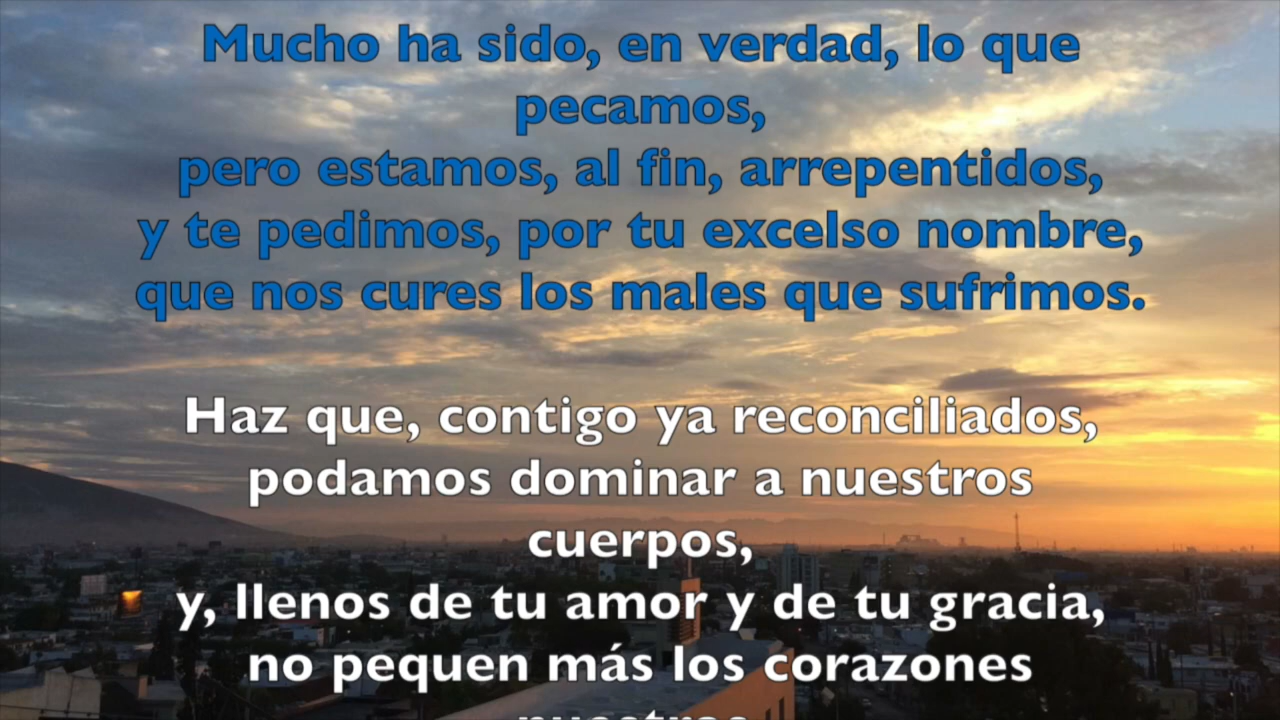 Mucho ha sido, en verdad, lo que
pecamos,
pero estamos, al fin, arrepentidos,
y te pedimos, por tu excelso nombre,
que nos cures los males que sufrimos.
Haz que, contigo ya reconciliados,
podamos dominar a nuestros
cuerpos,
y, llenos de tu amor y de tu gracia,
no pequen más los corazones